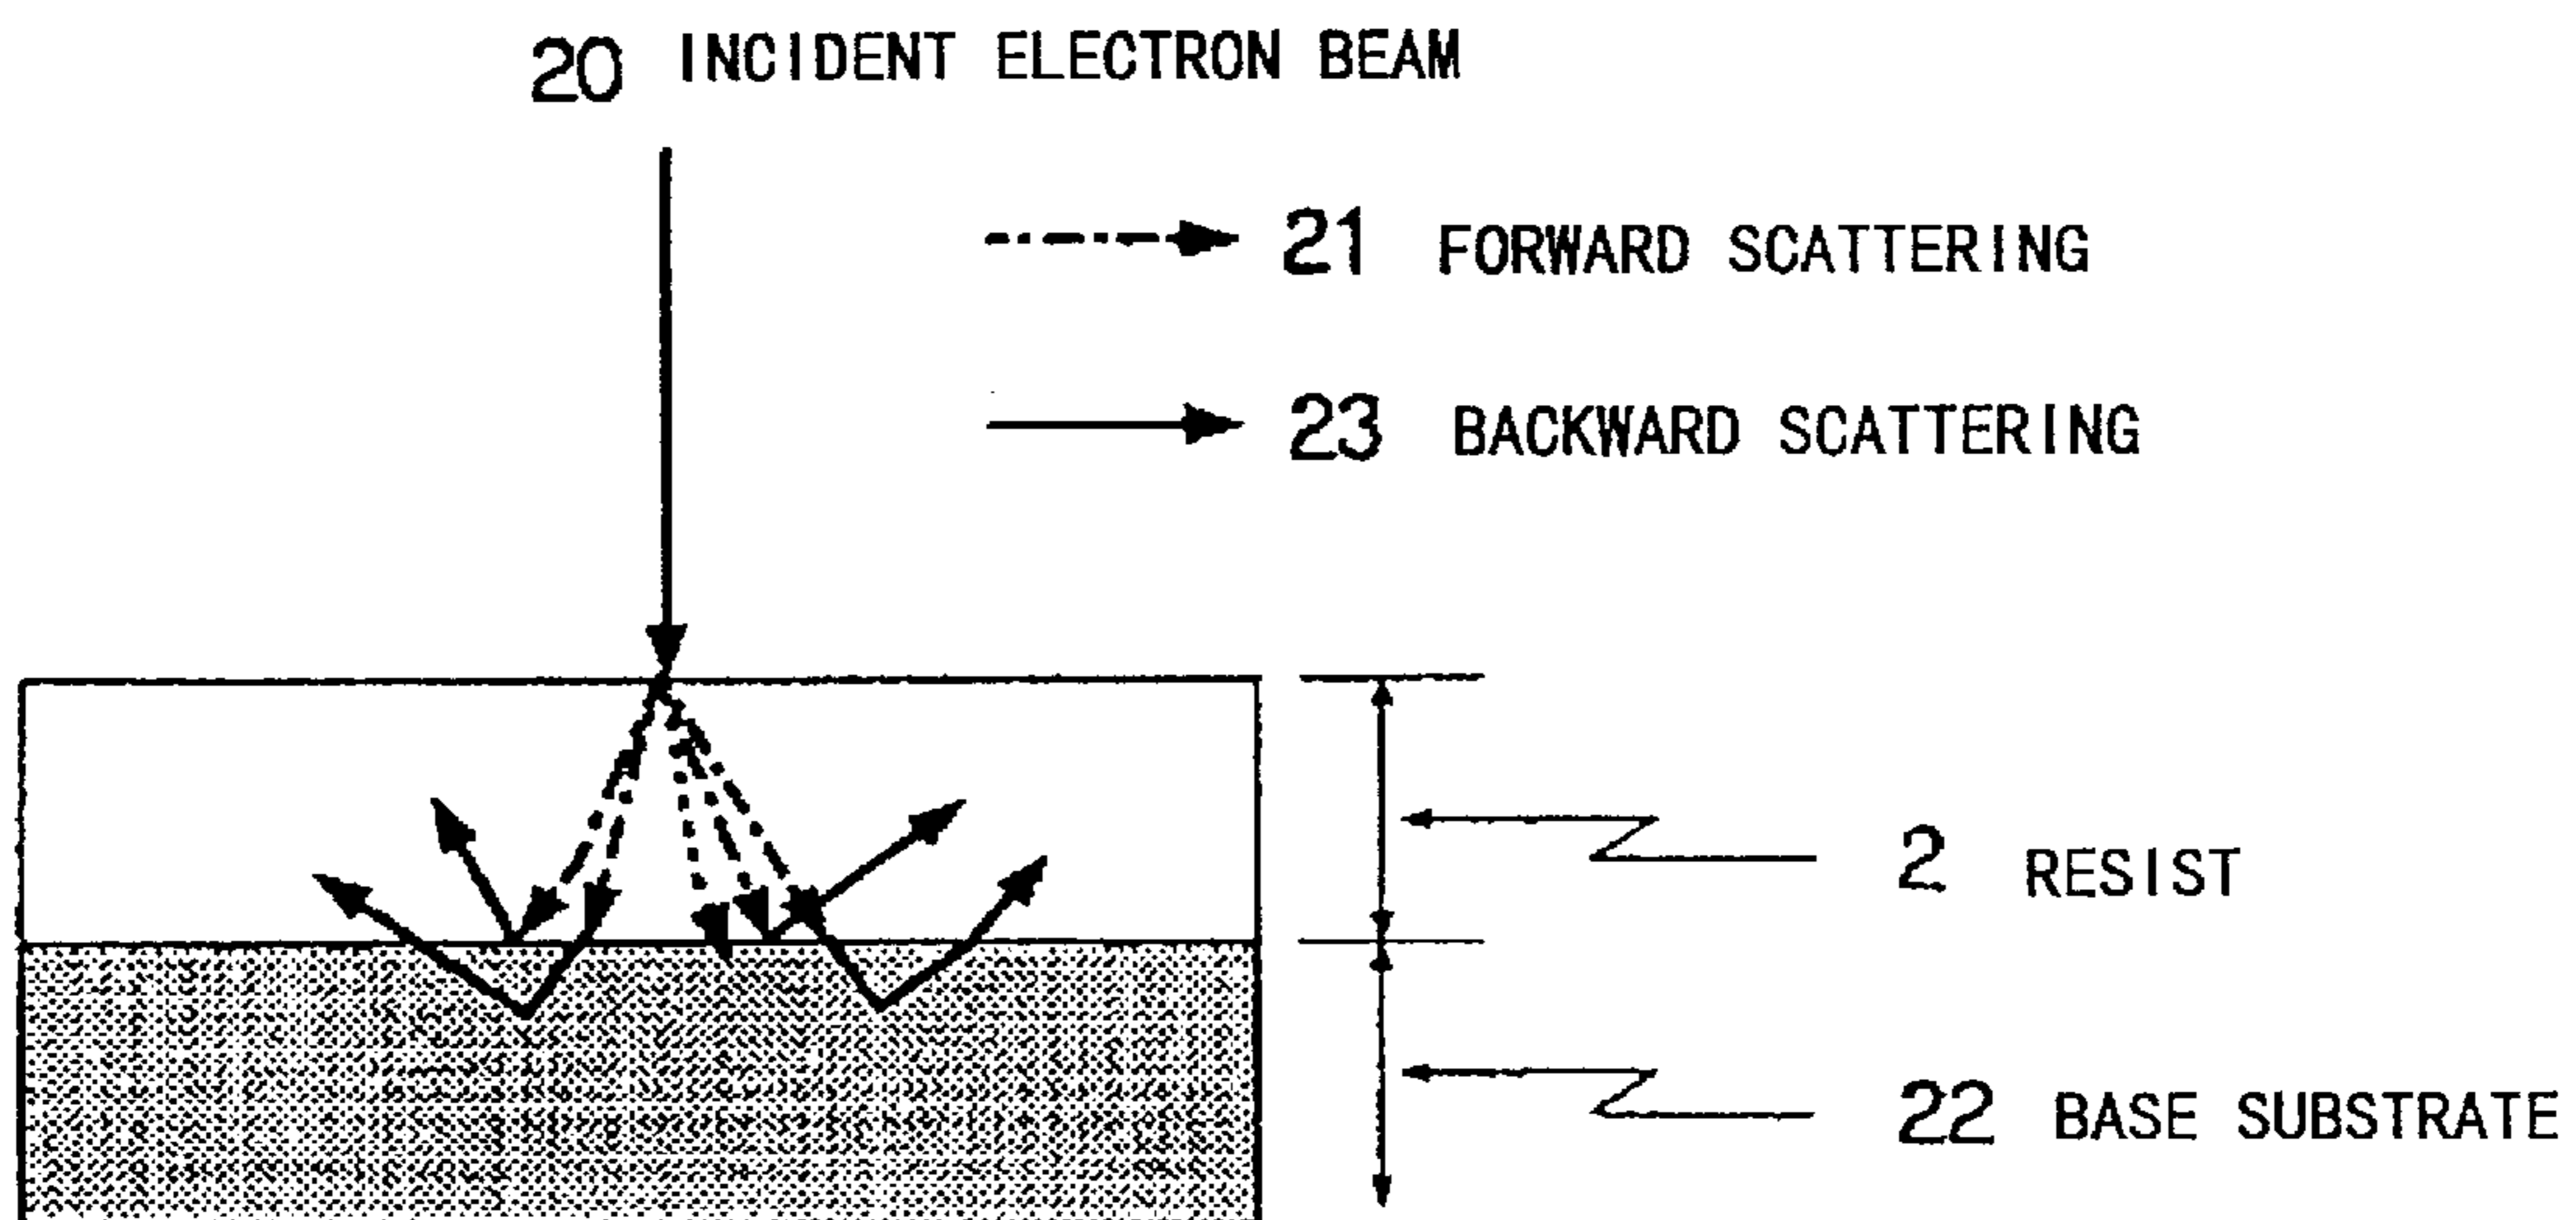 20 INCIDENT ELECTRON BEAM
21 FORWARD SCATTERING
23 BACKWARD SCATTERING
2 RESIST
22 BASE SUBSTRATE